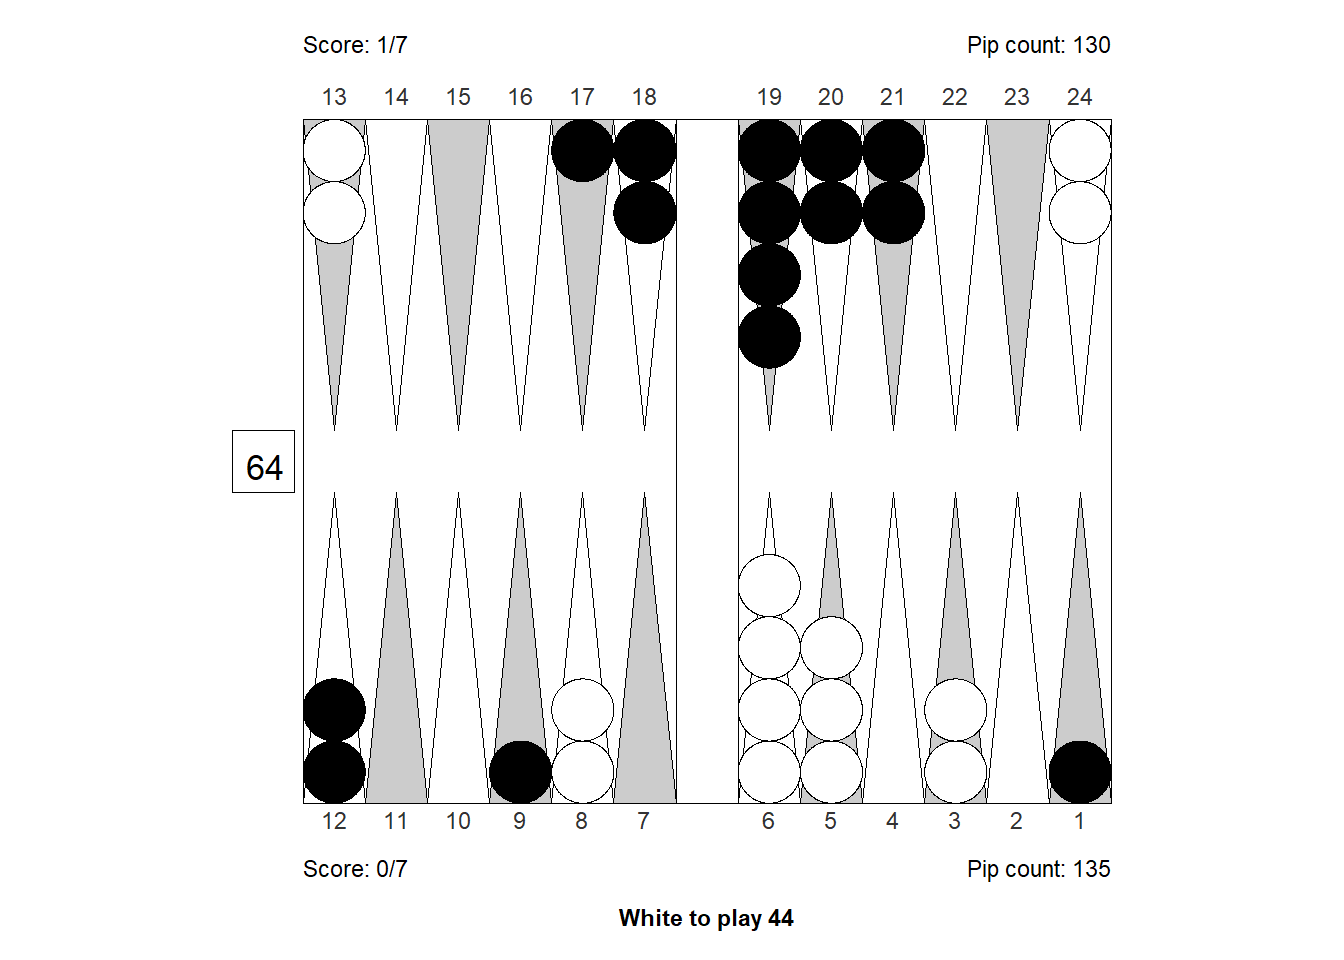 Score: 1/7 Pip count: 130
13 14 15 16 17 18 19 20 21 22 23 24
64
12 11 10 9 8 7 6 5 4 3 2 1
Score: 0/7 Pip count: 135
White to play 44